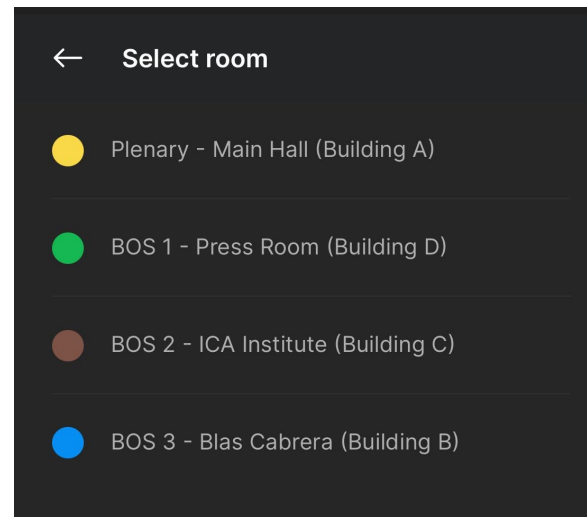 Select room
Plenary - Main Hall (Building A)
BOS 1 - Press Room (Building D)
BOS 2 - ICA Institute (Building C)
BOS 3 - Blas Cabrera (Building B)